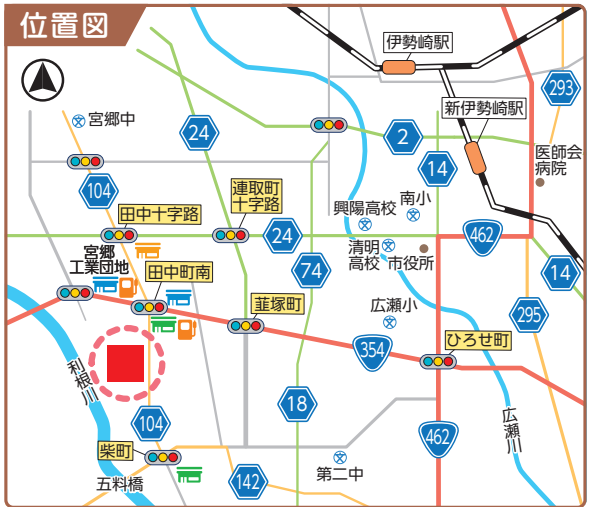 位置図
伊勢崎駅
新伊勢崎駅
293
宮郷中
24
2
医師会
病院
14
104
連取町
十字路
南小
興陽高校
田中十字路
462
24
宮郷
工業団地
清明
高校
市役所
田中町南
74
14
韮塚町
広瀬小
295
ひろせ町
354
利根川
18
104
広瀬川
462
柴町
五料橋
142
第二中